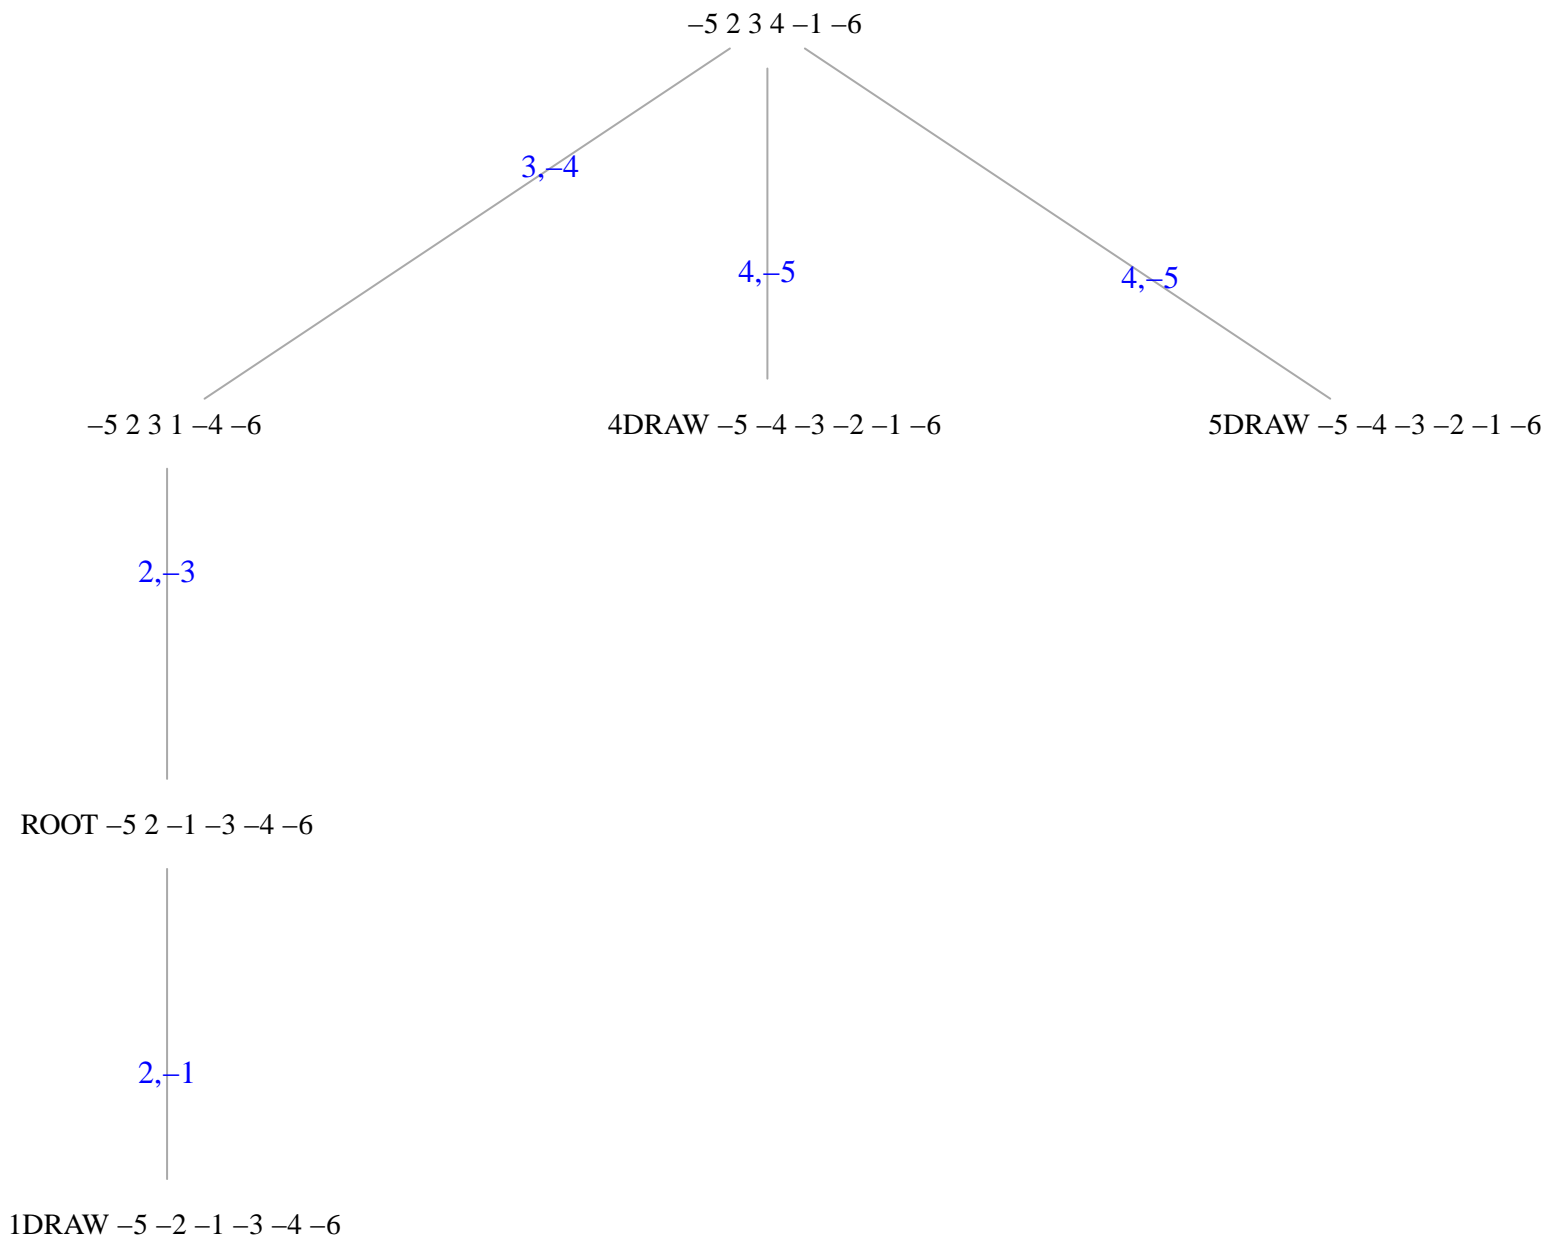 –5 2 3 4 –1 –6
3,–4
4,–5
4,–5
–5 2 3 1 –4 –6
4DRAW –5 –4 –3 –2 –1 –6
5DRAW –5 –4 –3 –2 –1 –6
2,–3
ROOT –5 2 –1 –3 –4 –6
2,–1
1DRAW –5 –2 –1 –3 –4 –6